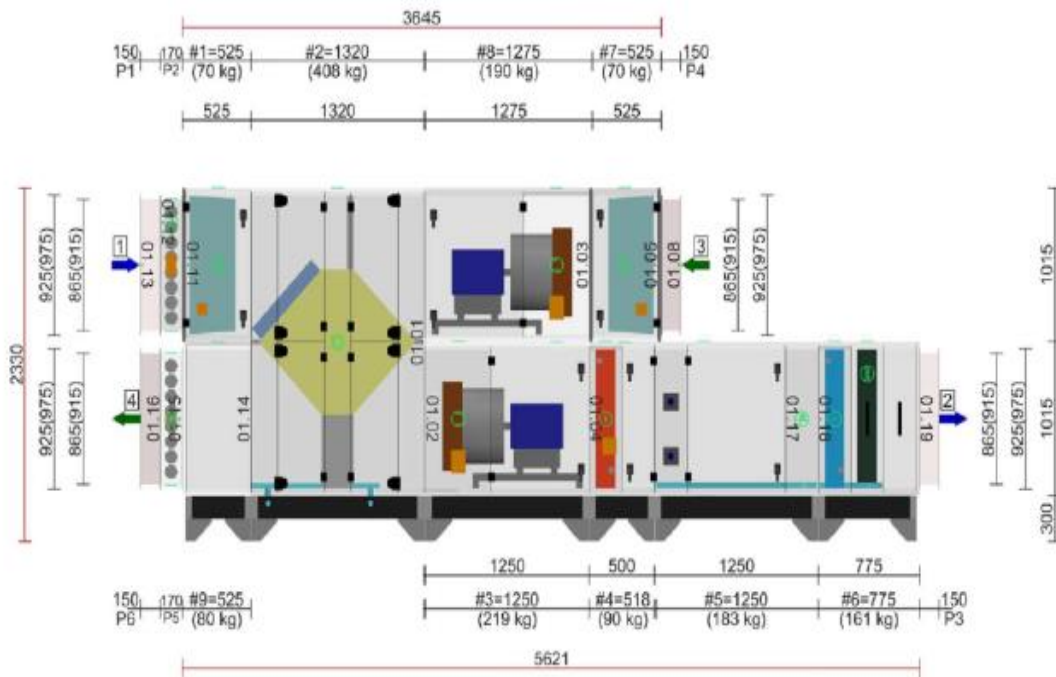 3645
150 170 #1=525 #2=1320 #8=1275 #7=525 150
P1 P2 (70 kg) (408 kg) (190 kg) (70 kg) P4
525 1320 1275 525
1 3
925(975) 865(915) 01.13 01.12 01.11 01.03 01.05 01.08 865(915) 925(975) 1015
2330
01.01
01.10
4 2
925(975) 865(915) 01.14 01.02 01.04 01.17 01.18 01.19 865(915) 925(975) 1015
300
1250 500 1250 775
150 170 #9=525 #3=1250 #4=518 #5=1250 #6=775 150
P6 P5 (80 kg) (219 kg) (90 kg) (183 kg) (161 kg) P3
5621